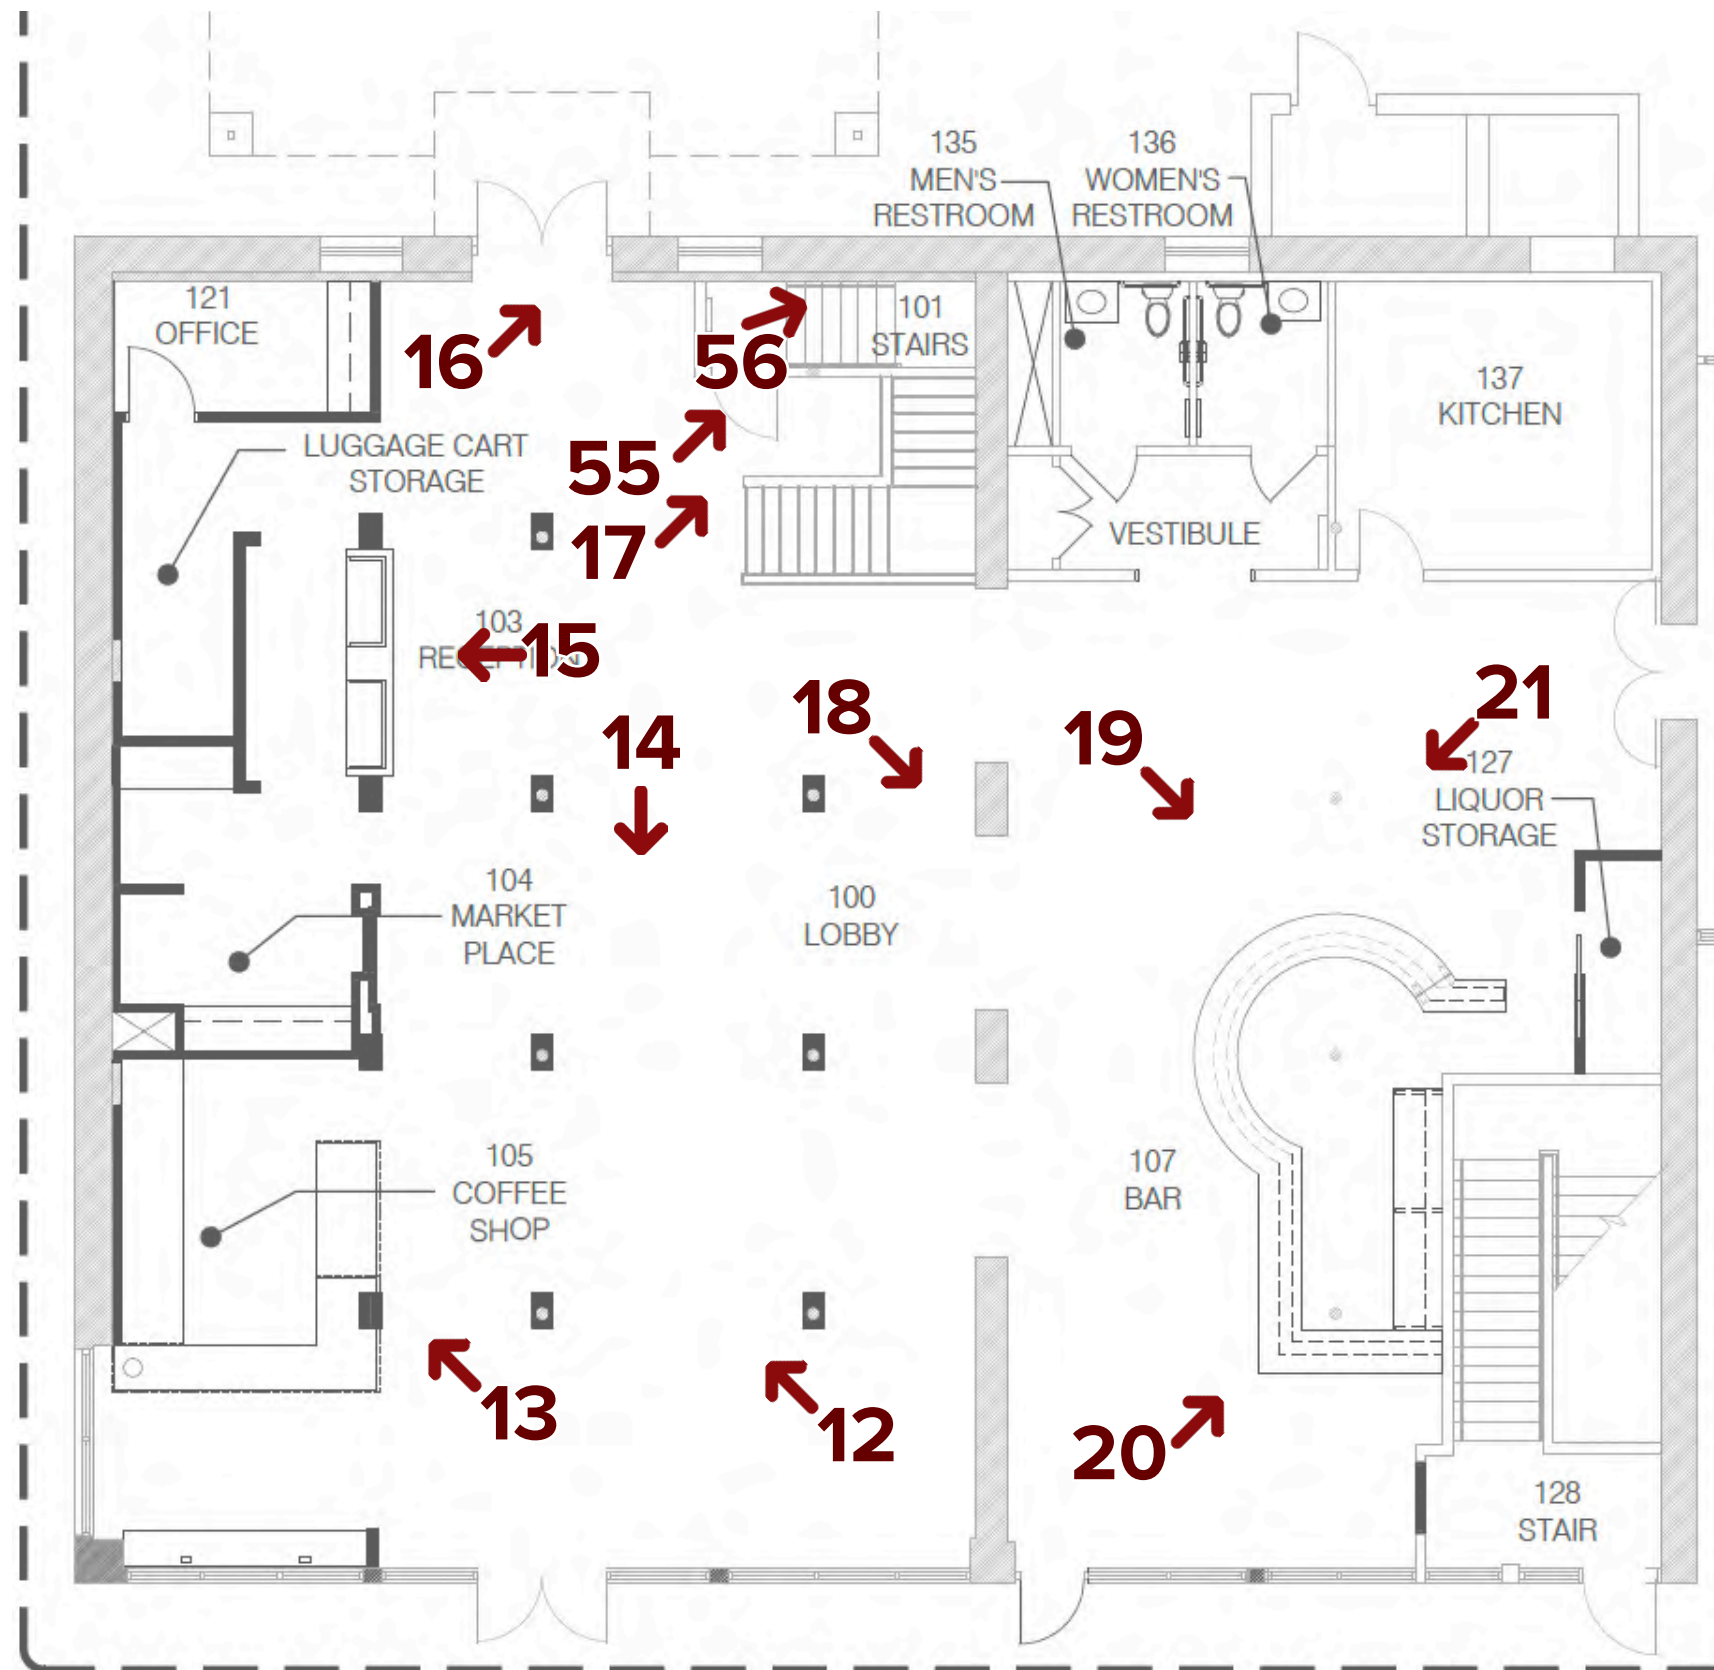 135
MEN'S
RESTROOM
136
WOMEN'S
RESTROOM
121
OFFICE
16
56
101
STAIRS
137
KITCHEN
LUGGAGE CART
STORAGE
55
17
VESTIBULE
103
RECEPTION
15
14
18
19
21
127
LIQUOR
STORAGE
104
MARKET
PLACE
100
LOBBY
105
COFFEE
SHOP
107
BAR
13
12
20
128
STAIR